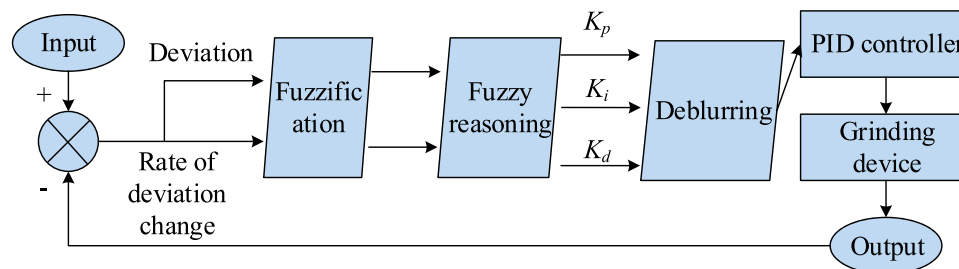 Input
+
-
Deviation
Rate of
deviation
change
Fuzzific
ation
Fuzzy
reasoning
Kp
Ki
Kd
Deblurring
PID controller
Grinding
device
Output